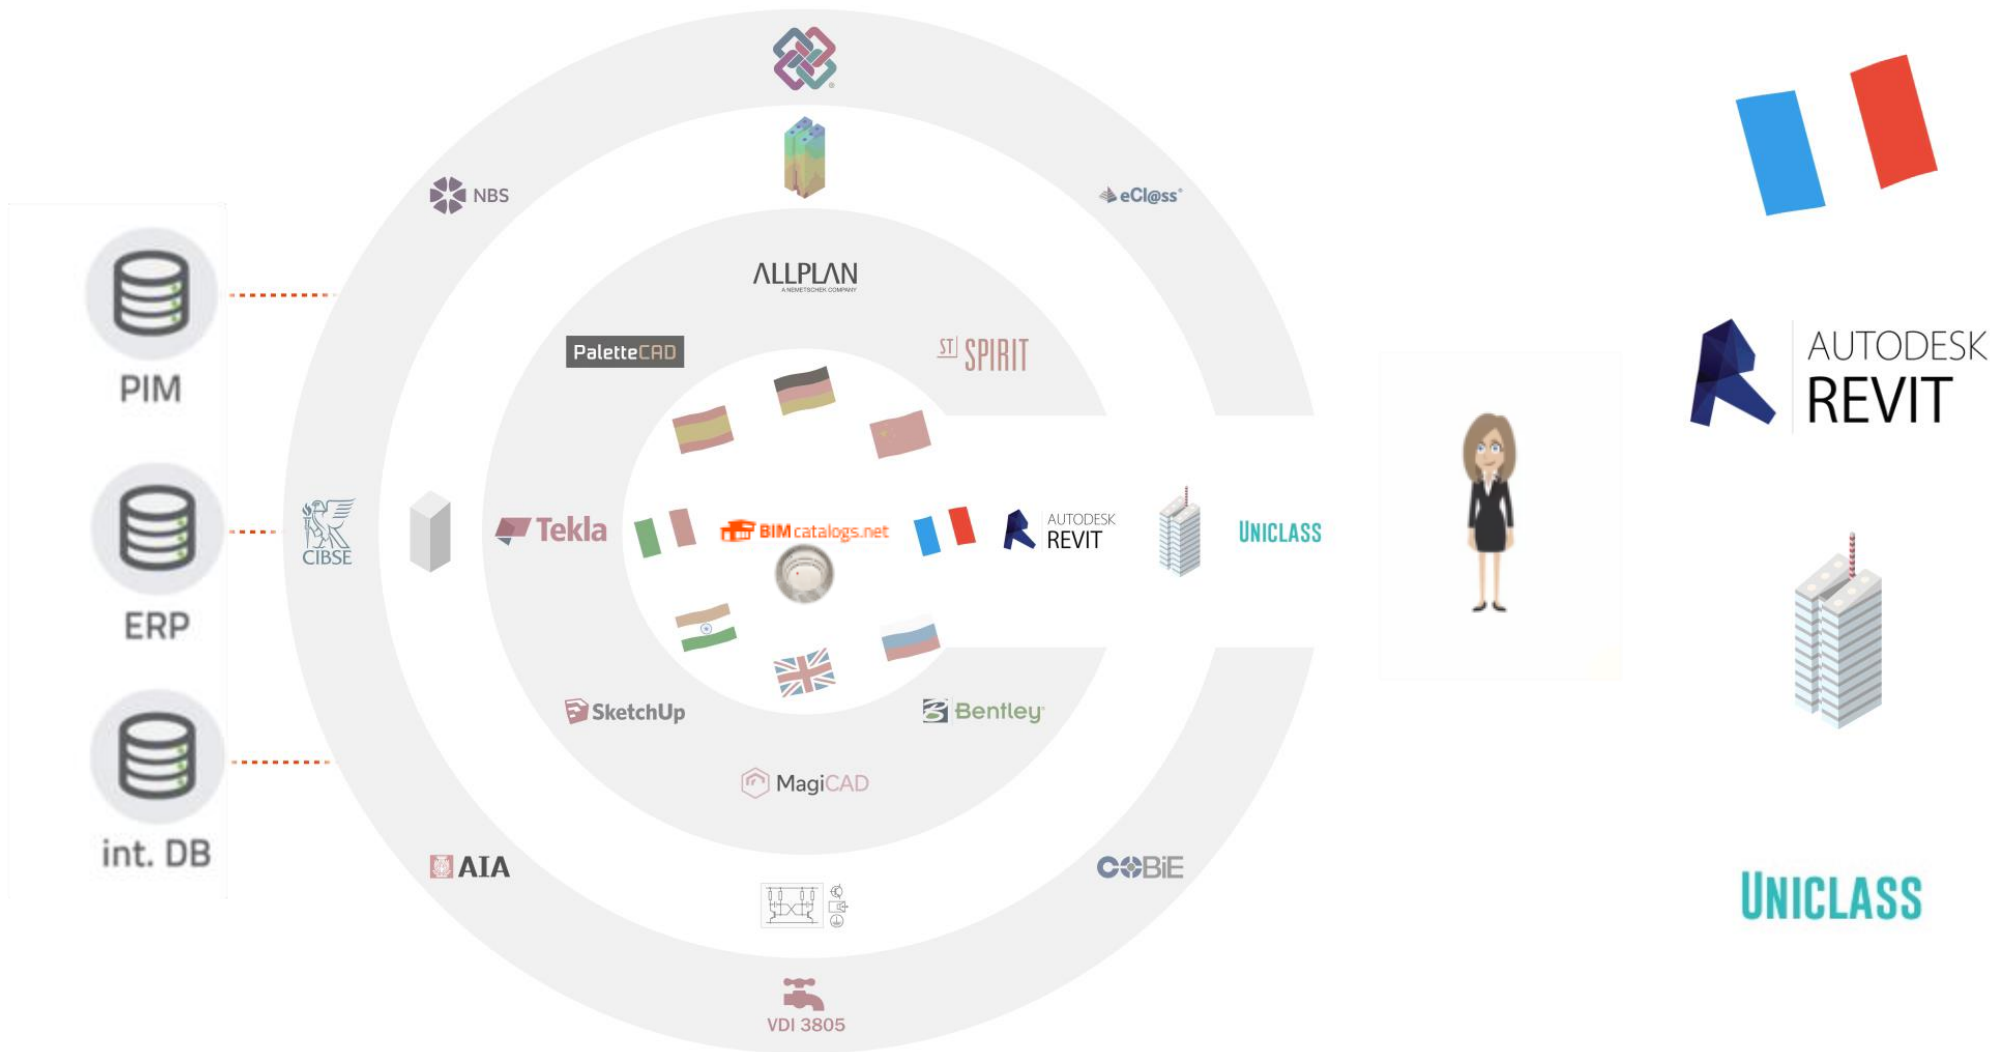 NBS
eCl@ss®
ALLPLAN
A NEMETSCHEK COMPANY
PaletteCAD
ST SPIRIT
PIM
AUTODESK
REVIT
CIBSE
Tekla
BIMcatalogs.net
AUTODESK
REVIT
UNICLASS
ERP
SketchUp
Bentley
MagiCAD
int. DB
AIA
COBiE
UNICLASS
VDI 3805